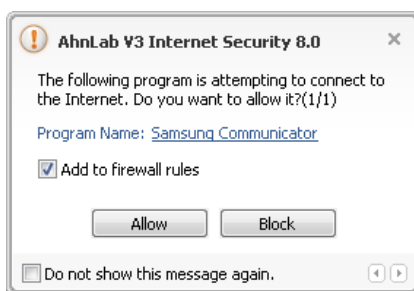 AhnLab V3 Internet Security 8.0
The following program is attempting to connect to
the Internet. Do you want to allow it?(1/1)
Program Name: Samsung Communicator
Add to firewall rules
Allow Block
Do not show this message again.